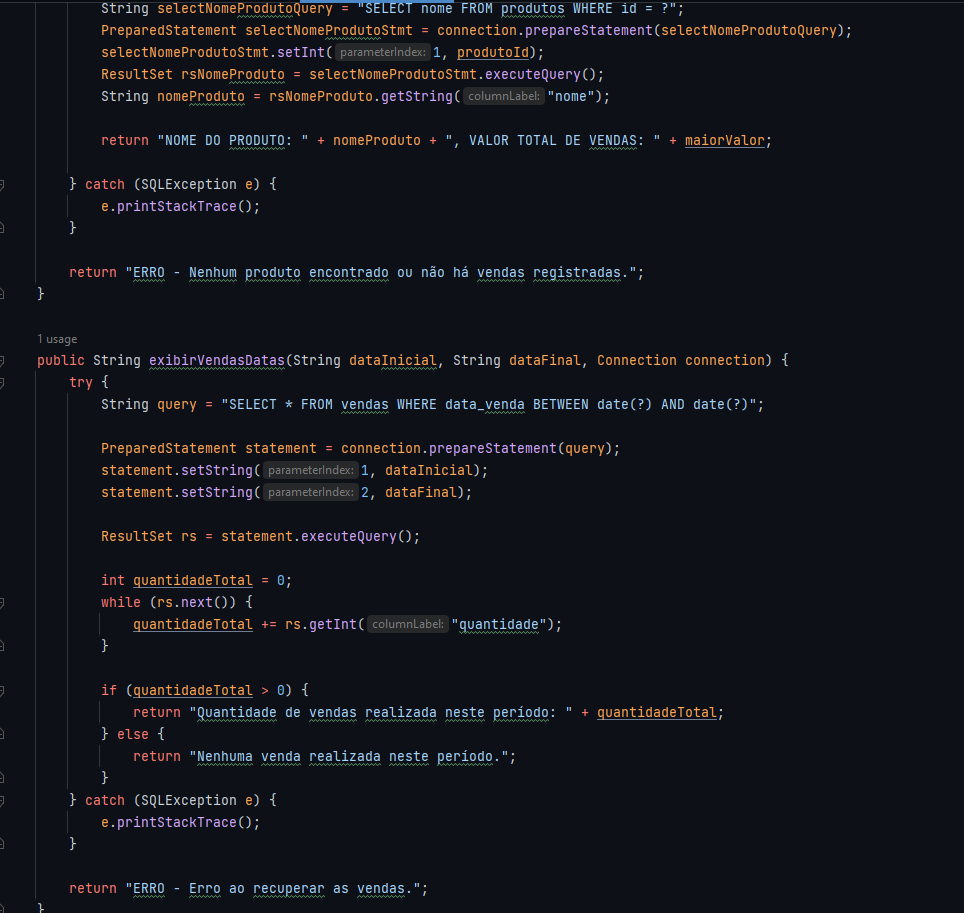 String selectNomeProdutoQuery = "SELECT nome FROM produtos WHERE id = ?";
PreparedStatement selectNomeProdutoStmt = connection.prepareStatement(selectNomeProdutoQuery);
selectNomeProdutoStmt.setInt( parameterIndex: 1, produtoId);
ResultSet rsNomeProduto = selectNomeProdutoStmt.executeQuery();
String nomeProduto = rsNomeProduto.getString( columnLabel: "nome");
return "NOME DO PRODUTO: " + nomeProduto + ", VALOR TOTAL DE VENDAS: " + maiorValor;
} catch (SQLException e) {
e.printStackTrace();
}
return "ERRO - Nenhum produto encontrado ou não há vendas registradas.";
}
1 usage
public String exibirVendasDatas(String dataInicial, String dataFinal, Connection connection) {
try {
String query = "SELECT * FROM vendas WHERE data_venda BETWEEN date(?) AND date(?)";
PreparedStatement statement = connection.prepareStatement(query);
statement.setString( parameterIndex: 1, dataInicial);
statement.setString( parameterIndex: 2, dataFinal);
ResultSet rs = statement.executeQuery();
int quantidadeTotal = 0;
while (rs.next()) {
quantidadeTotal += rs.getInt( columnLabel: "quantidade");
}
if (quantidadeTotal > 0) {
return "Quantidade de vendas realizada neste período: " + quantidadeTotal;
} else {
return "Nenhuma venda realizada neste período.";
}
} catch (SQLException e) {
e.printStackTrace();
}
return "ERRO - Erro ao recuperar as vendas.";
}